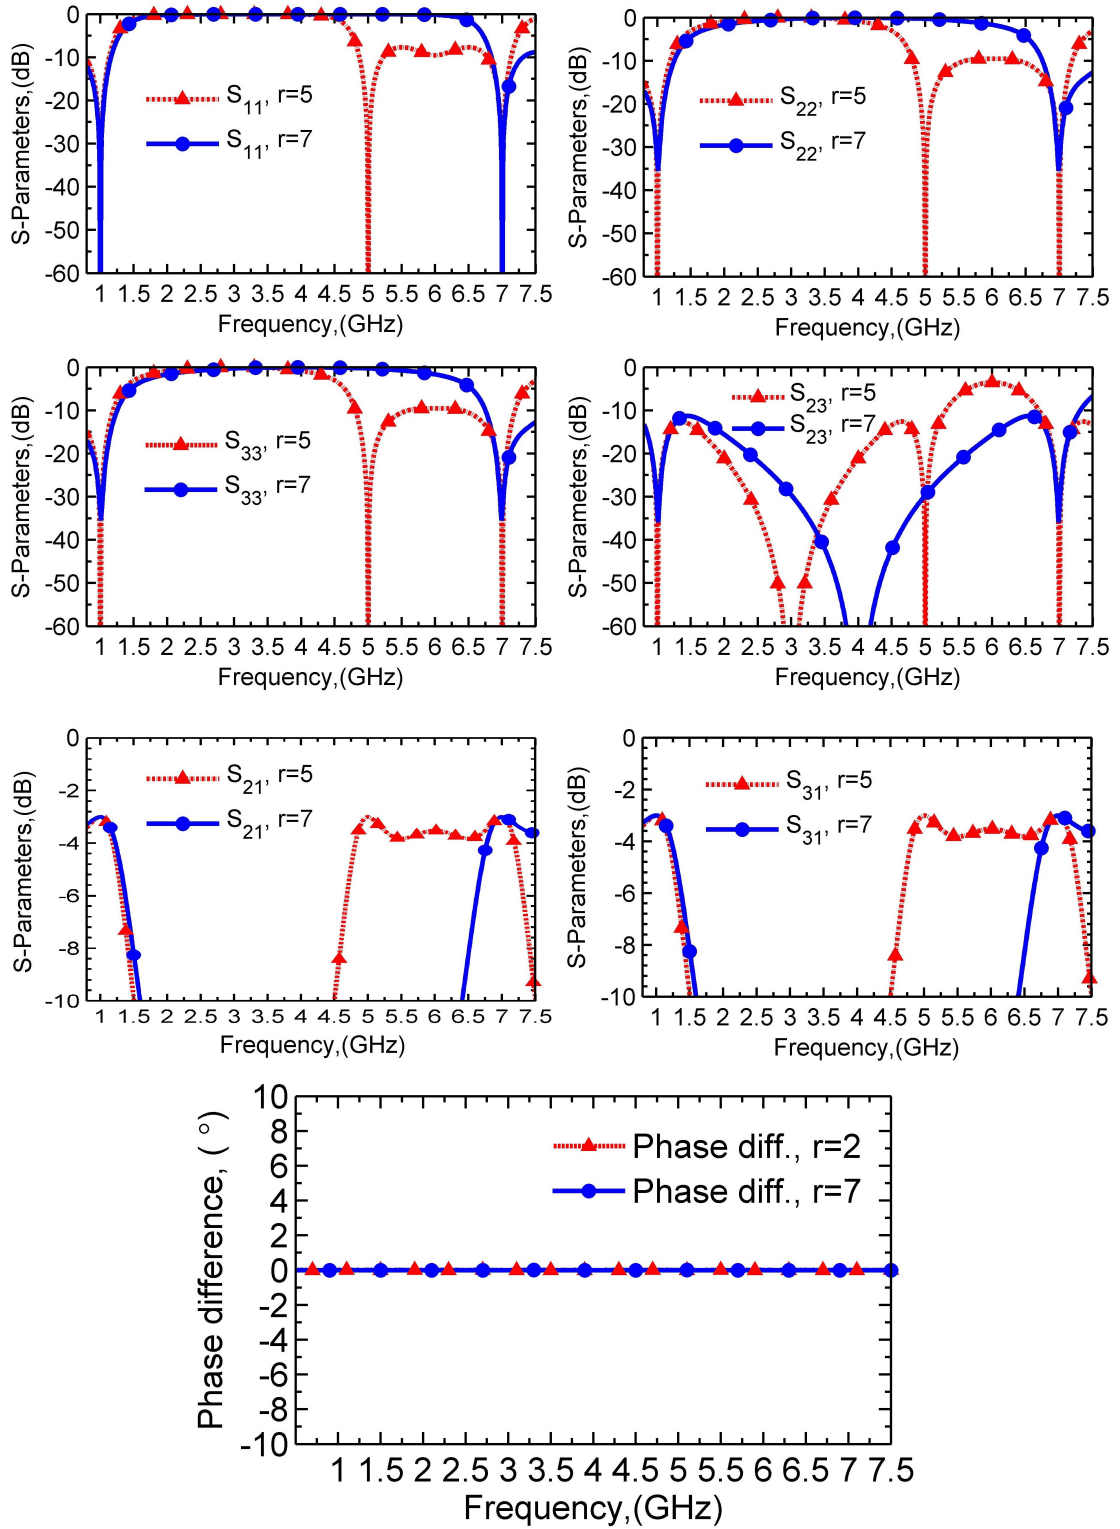 0
-10
-20
-30
-40
-50
-60
S-Parameters,(dB)
S11, r=5
S11, r=7
1 1.5 2 2.5 3 3.5 4 4.5 5 5.5 6 6.5 7 7.5
Frequency,(GHz)
0
-10
-20
-30
-40
-50
-60
S-Parameters,(dB)
S22, r=5
S22, r=7
1 1.5 2 2.5 3 3.5 4 4.5 5 5.5 6 6.5 7 7.5
Frequency,(GHz)
0
-10
-20
-30
-40
-50
-60
S-Parameters,(dB)
S33, r=5
S33, r=7
1 1.5 2 2.5 3 3.5 4 4.5 5 5.5 6 6.5 7 7.5
Frequency,(GHz)
0
-10
-20
-30
-40
-50
-60
S-Parameters,(dB)
S23, r=5
S23, r=7
1 1.5 2 2.5 3 3.5 4 4.5 5 5.5 6 6.5 7 7.5
Frequency,(GHz)
0
-2
-4
-6
-8
-10
S-Parameters,(dB)
S21, r=5
S21, r=7
1 1.5 2 2.5 3 3.5 4 4.5 5 5.5 6 6.5 7 7.5
Frequency,(GHz)
0
-2
-4
-6
-8
-10
S-Parameters,(dB)
S31, r=5
S31, r=7
1 1.5 2 2.5 3 3.5 4 4.5 5 5.5 6 6.5 7 7.5
Frequency,(GHz)
10
8
6
4
2
0
-2
-4
-6
-8
-10
Phase difference, (°)
Phase diff., r=2
Phase diff., r=7
1 1.5 2 2.5 3 3.5 4 4.5 5 5.5 6 6.5 7 7.5
Frequency,(GHz)